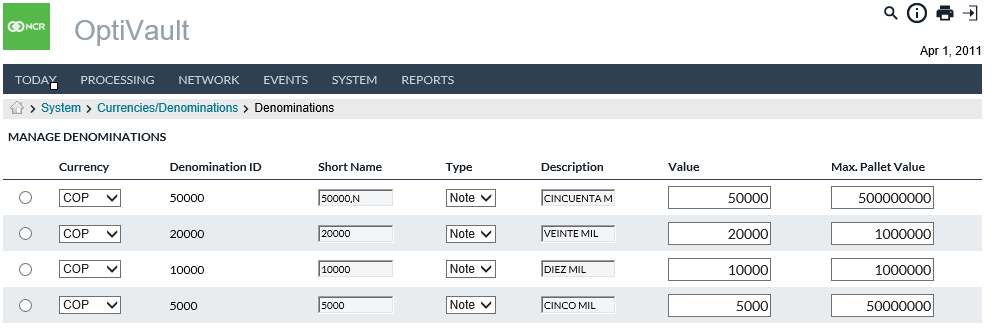 NCR
OptiVault
Apr 1, 2011
TODAY PROCESSING NETWORK EVENTS SYSTEM REPORTS
System > Currencies/Denominations > Denominations
MANAGE DENOMINATIONS
Currency Denomination ID Short Name Type Description Value Max. Pallet Value
COP 50000 50000,N Note CINCUENTA M 50000 500000000
COP 20000 20000 Note VEINTE MIL 20000 1000000
COP 10000 10000 Note DIEZ MIL 10000 1000000
COP 5000 5000 Note CINCO MIL 5000 50000000